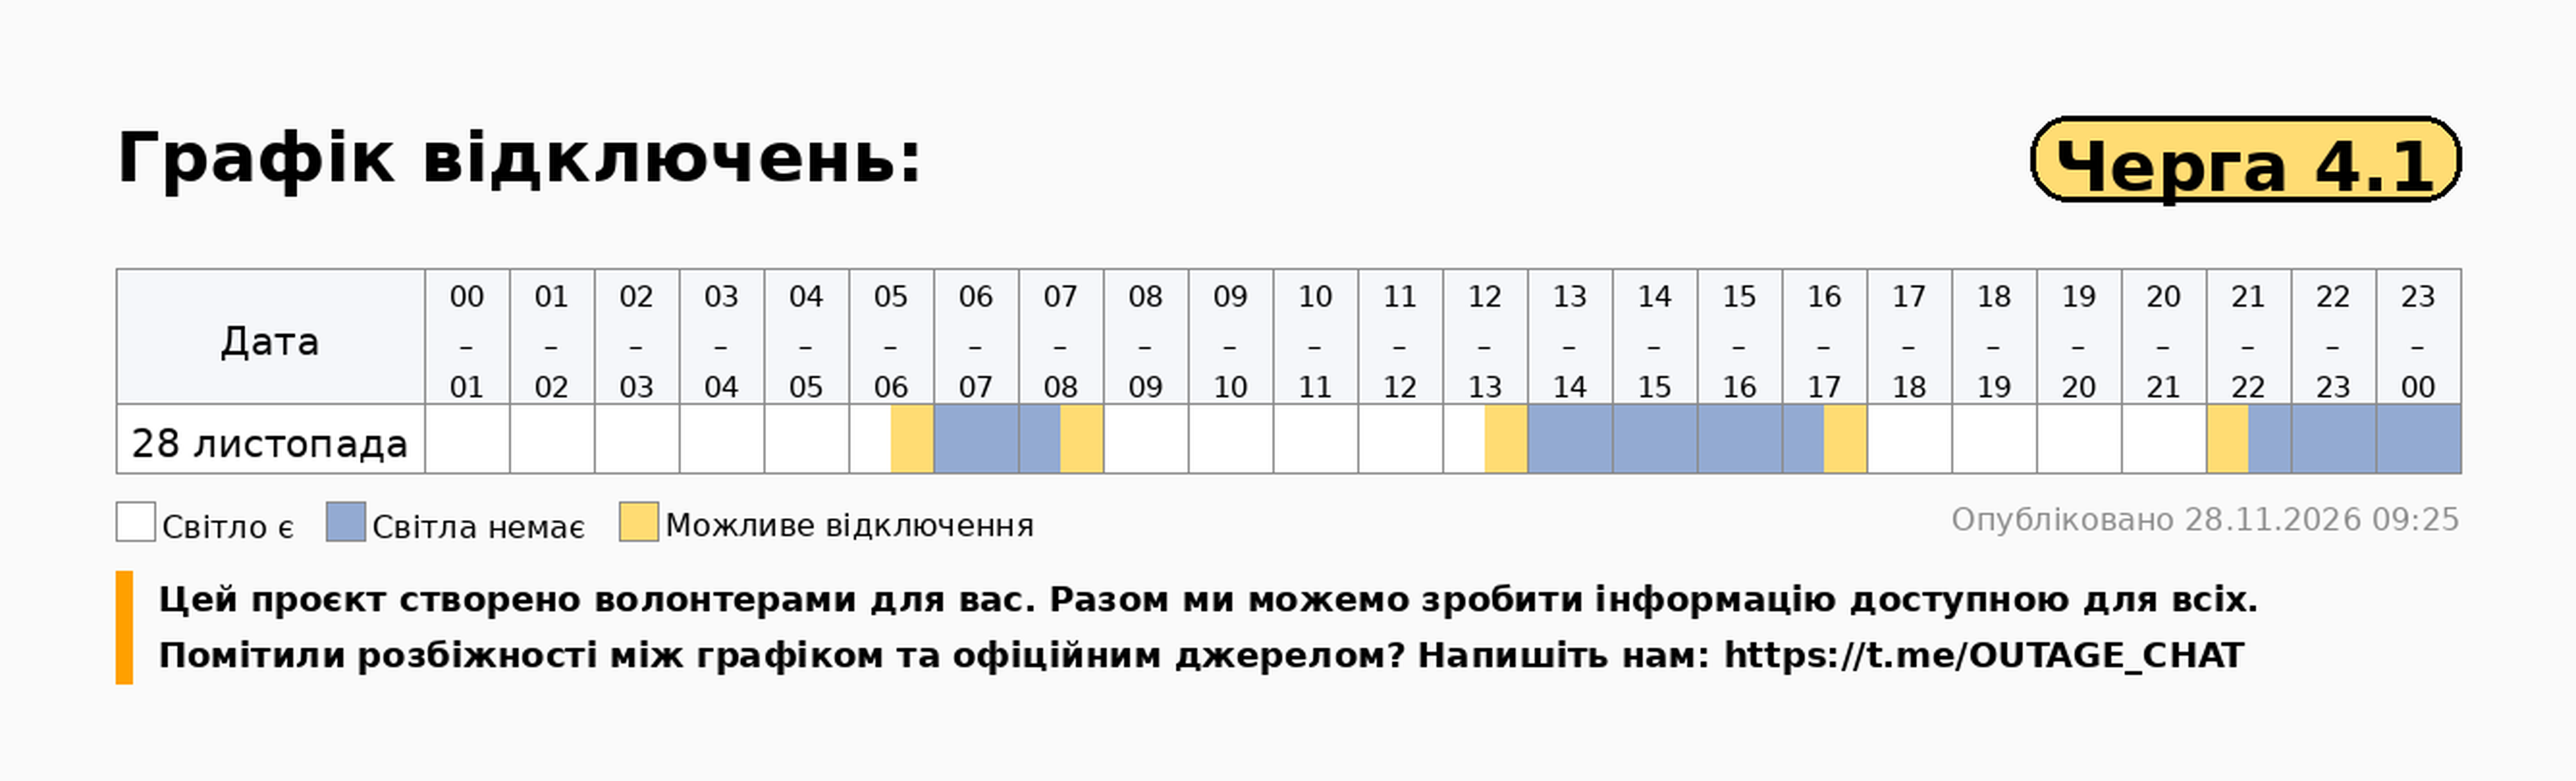 Графік відключень:
Черга 4.1
Дата
00 – 01
01 – 02
02 – 03
03 – 04
04 – 05
05 – 06
06 – 07
07 – 08
08 – 09
09 – 10
10 – 11
11 – 12
12 – 13
13 – 14
14 – 15
15 – 16
16 – 17
17 – 18
18 – 19
19 – 20
20 – 21
21 – 22
22 – 23
23 – 00
28 листопада
Світло є
Світла немає
Можливе відключення
Опубліковано 28.11.2026 09:25
Цей проєкт створено волонтерами для вас. Разом ми можемо зробити інформацію доступною для всіх.
Помітили розбіжності між графіком та офіційним джерелом? Напишіть нам: https://t.me/OUTAGE_CHAT